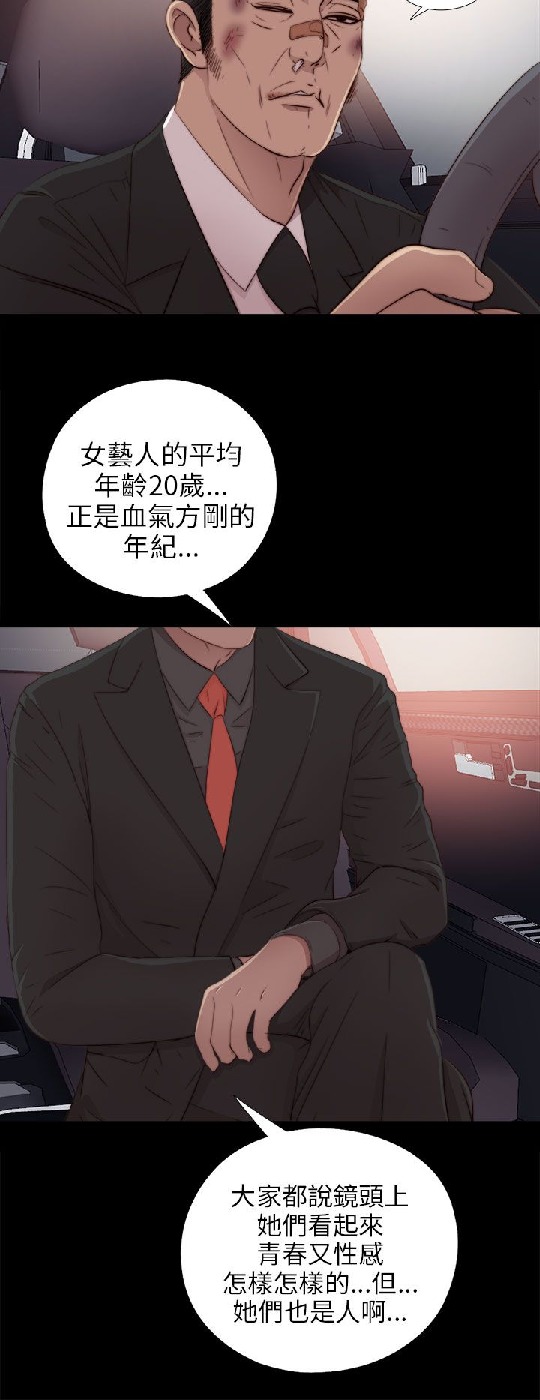 女藝人的平均
年齡20歲...
正是血氣方剛的
年紀...
大家都說鏡頭上
她們看起來
青春又性感
怎樣怎樣的...但...
她們也是人啊...